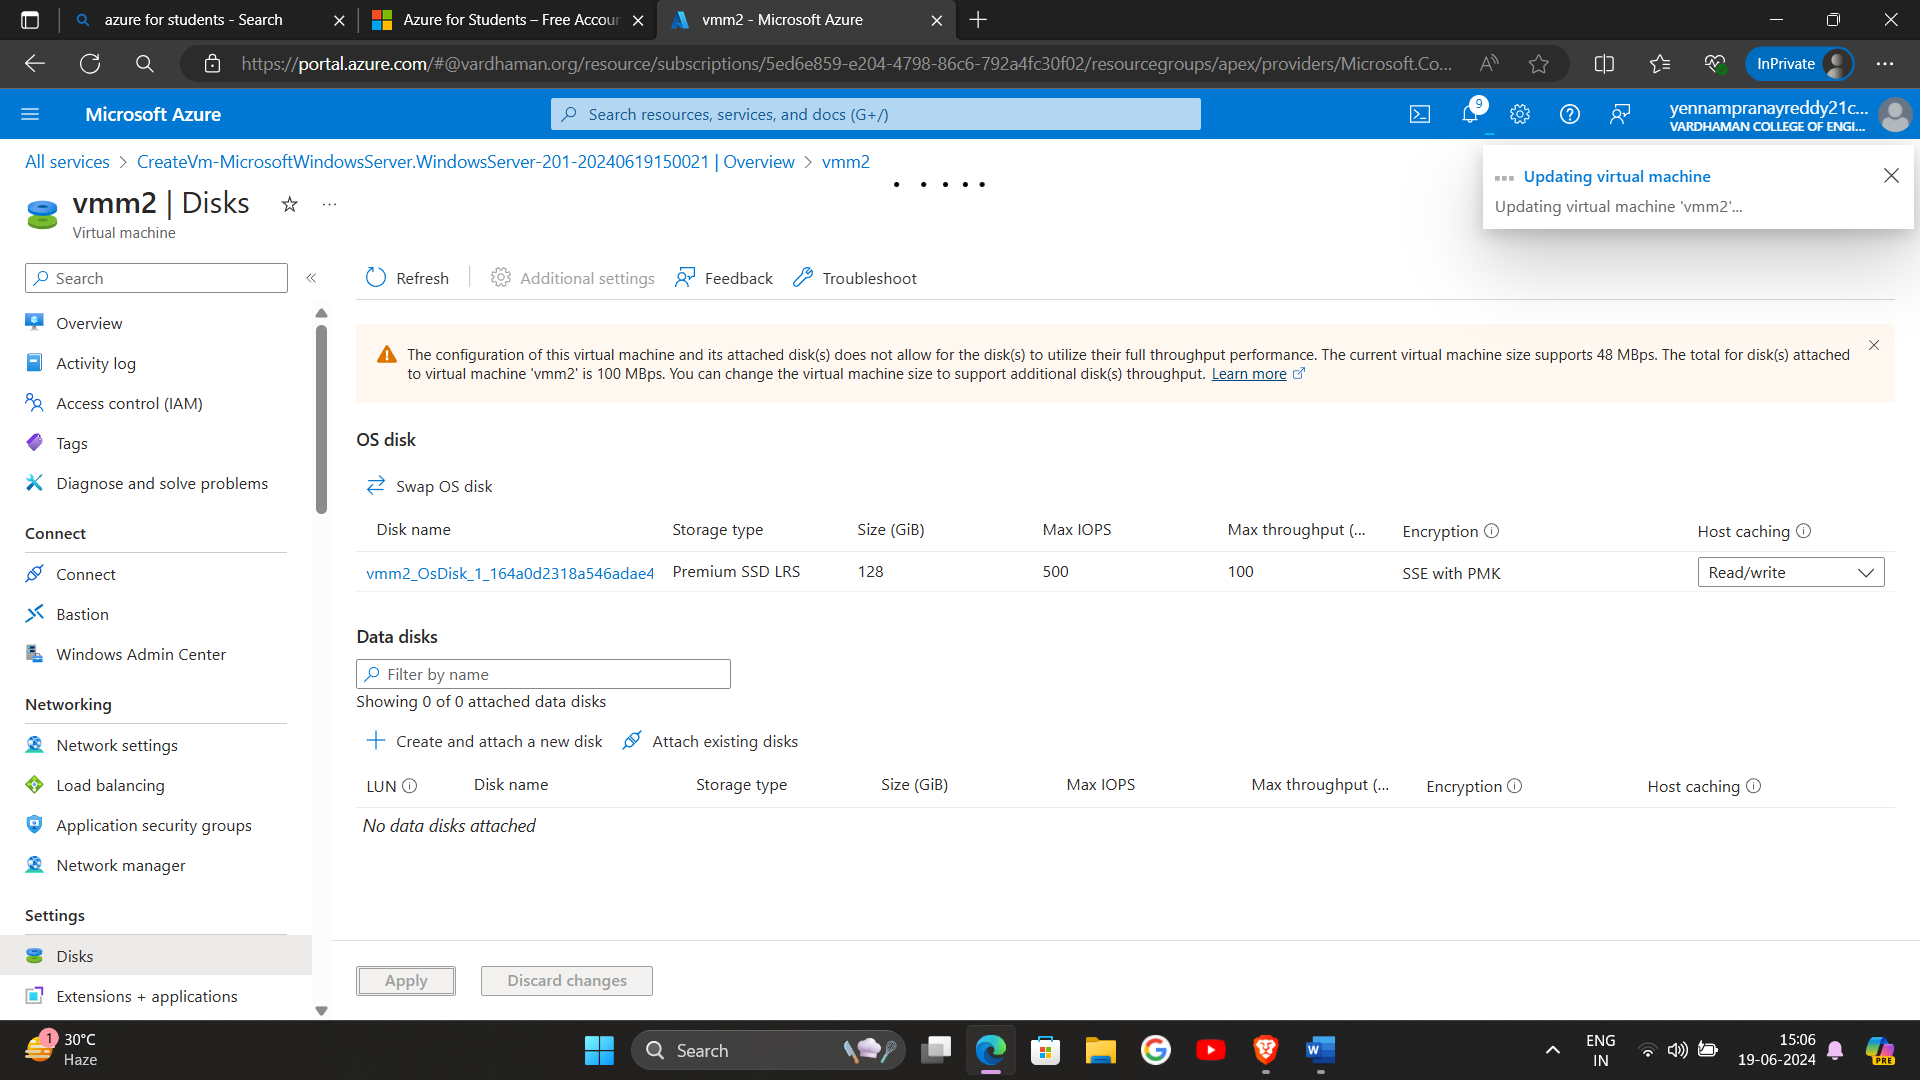 azure for students - Search
Azure for Students – Free Accour
vmm2 - Microsoft Azure
https://portal.azure.com/#@vardhaman.org/resource/subscriptions/5ed6e859-e204-4798-86c6-792a4fc30f02/resourcegroups/apex/providers/Microsoft.Co...
InPrivate
Microsoft Azure
Search resources, services, and docs (G+/)
9
yennampranayreddy21c...
VARDHAMAN COLLEGE OF ENGI...
All services > CreateVm-MicrosoftWindowsServer.WindowsServer-201-20240619150021 | Overview > vmm2
Updating virtual machine
Updating virtual machine 'vmm2'...
vmm2 | Disks
Virtual machine
Search
Refresh
Additional settings
Feedback
Troubleshoot
Overview
Activity log
Access control (IAM)
Tags
Diagnose and solve problems
Connect
Connect
Bastion
Windows Admin Center
Networking
Network settings
Load balancing
Application security groups
Network manager
Settings
Disks
Extensions + applications
The configuration of this virtual machine and its attached disk(s) does not allow for the disk(s) to utilize their full throughput performance. The current virtual machine size supports 48 MBps. The total for disk(s) attached
to virtual machine 'vmm2' is 100 MBps. You can change the virtual machine size to support additional disk(s) throughput. Learn more
OS disk
Swap OS disk
Disk name Storage type Size (GiB) Max IOPS Max throughput (... Encryption Host caching
vmm2_OsDisk_1_164a0d2318a546adae4 Premium SSD LRS 128 500 100 SSE with PMK Read/write
Data disks
Filter by name
Showing 0 of 0 attached data disks
Create and attach a new disk
Attach existing disks
LUN Disk name Storage type Size (GiB) Max IOPS Max throughput (... Encryption Host caching
No data disks attached
Apply
Discard changes
1
30°C
Haze
Search
W
ENG
IN
15:06
19-06-2024
PRE